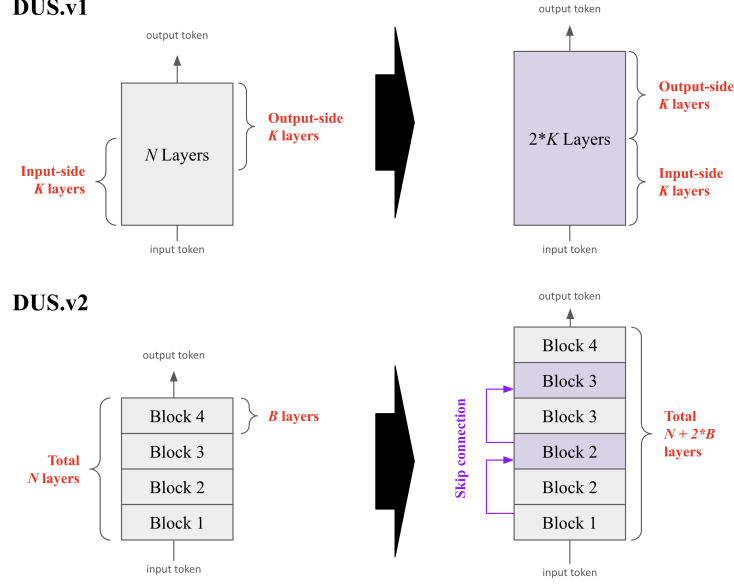 DUS.v1
output token
N Layers
Input-side
K layers
Output-side
K layers
input token
output token
2*K Layers
Output-side
K layers
Input-side
K layers
input token
DUS.v2
output token
Block 4
Block 3
Block 2
Block 1
Total
N layers
B layers
input token
output token
Block 4
Block 3
Block 3
Block 2
Block 2
Block 1
Skip connection
Total
N + 2*B
layers
input token